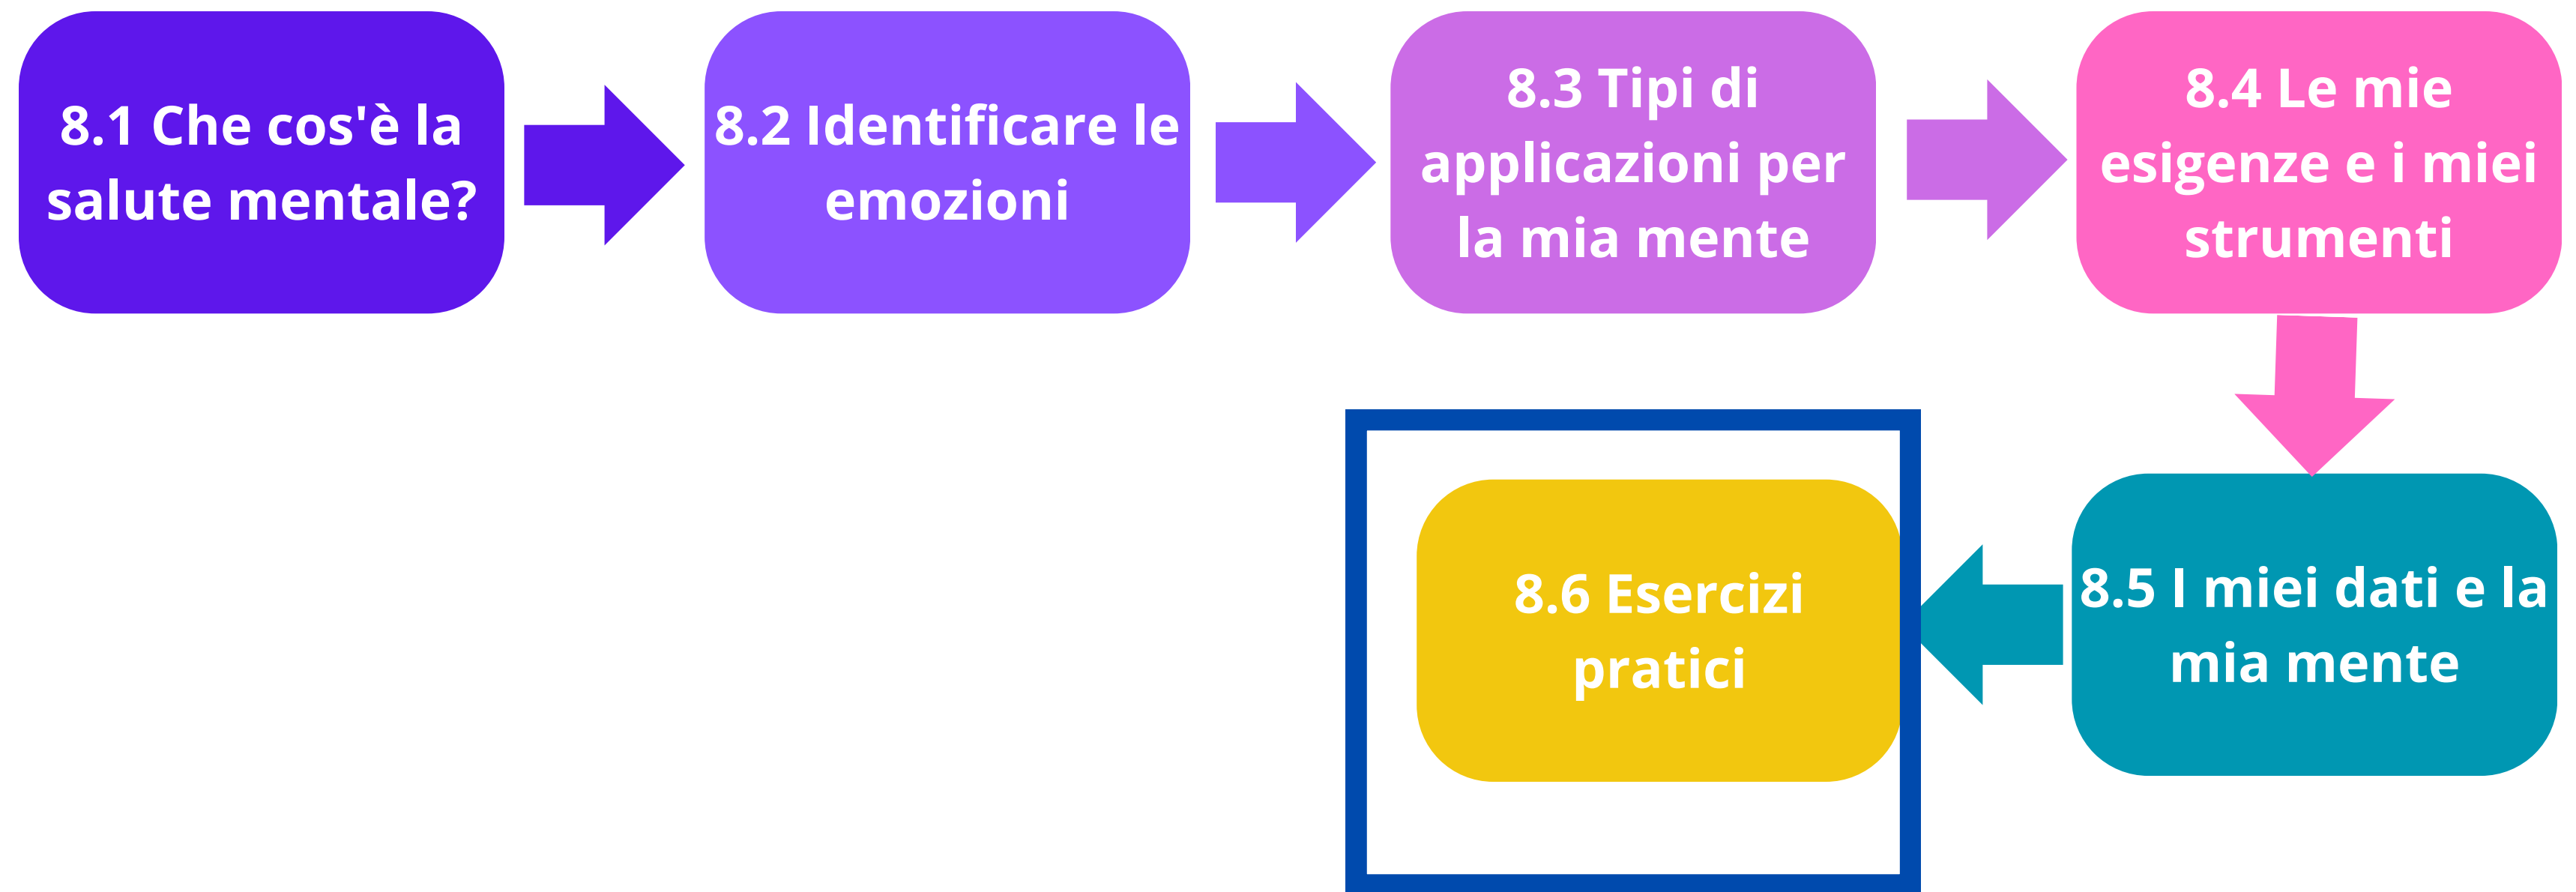 8.1 Che cos'è la
salute mentale?
8.2 Identificare le
emozioni
8.3 Tipi di
applicazioni per
la mia mente
8.4 Le mie
esigenze e i miei
strumenti
8.5 I miei dati e la
mia mente
8.6 Esercizi
pratici